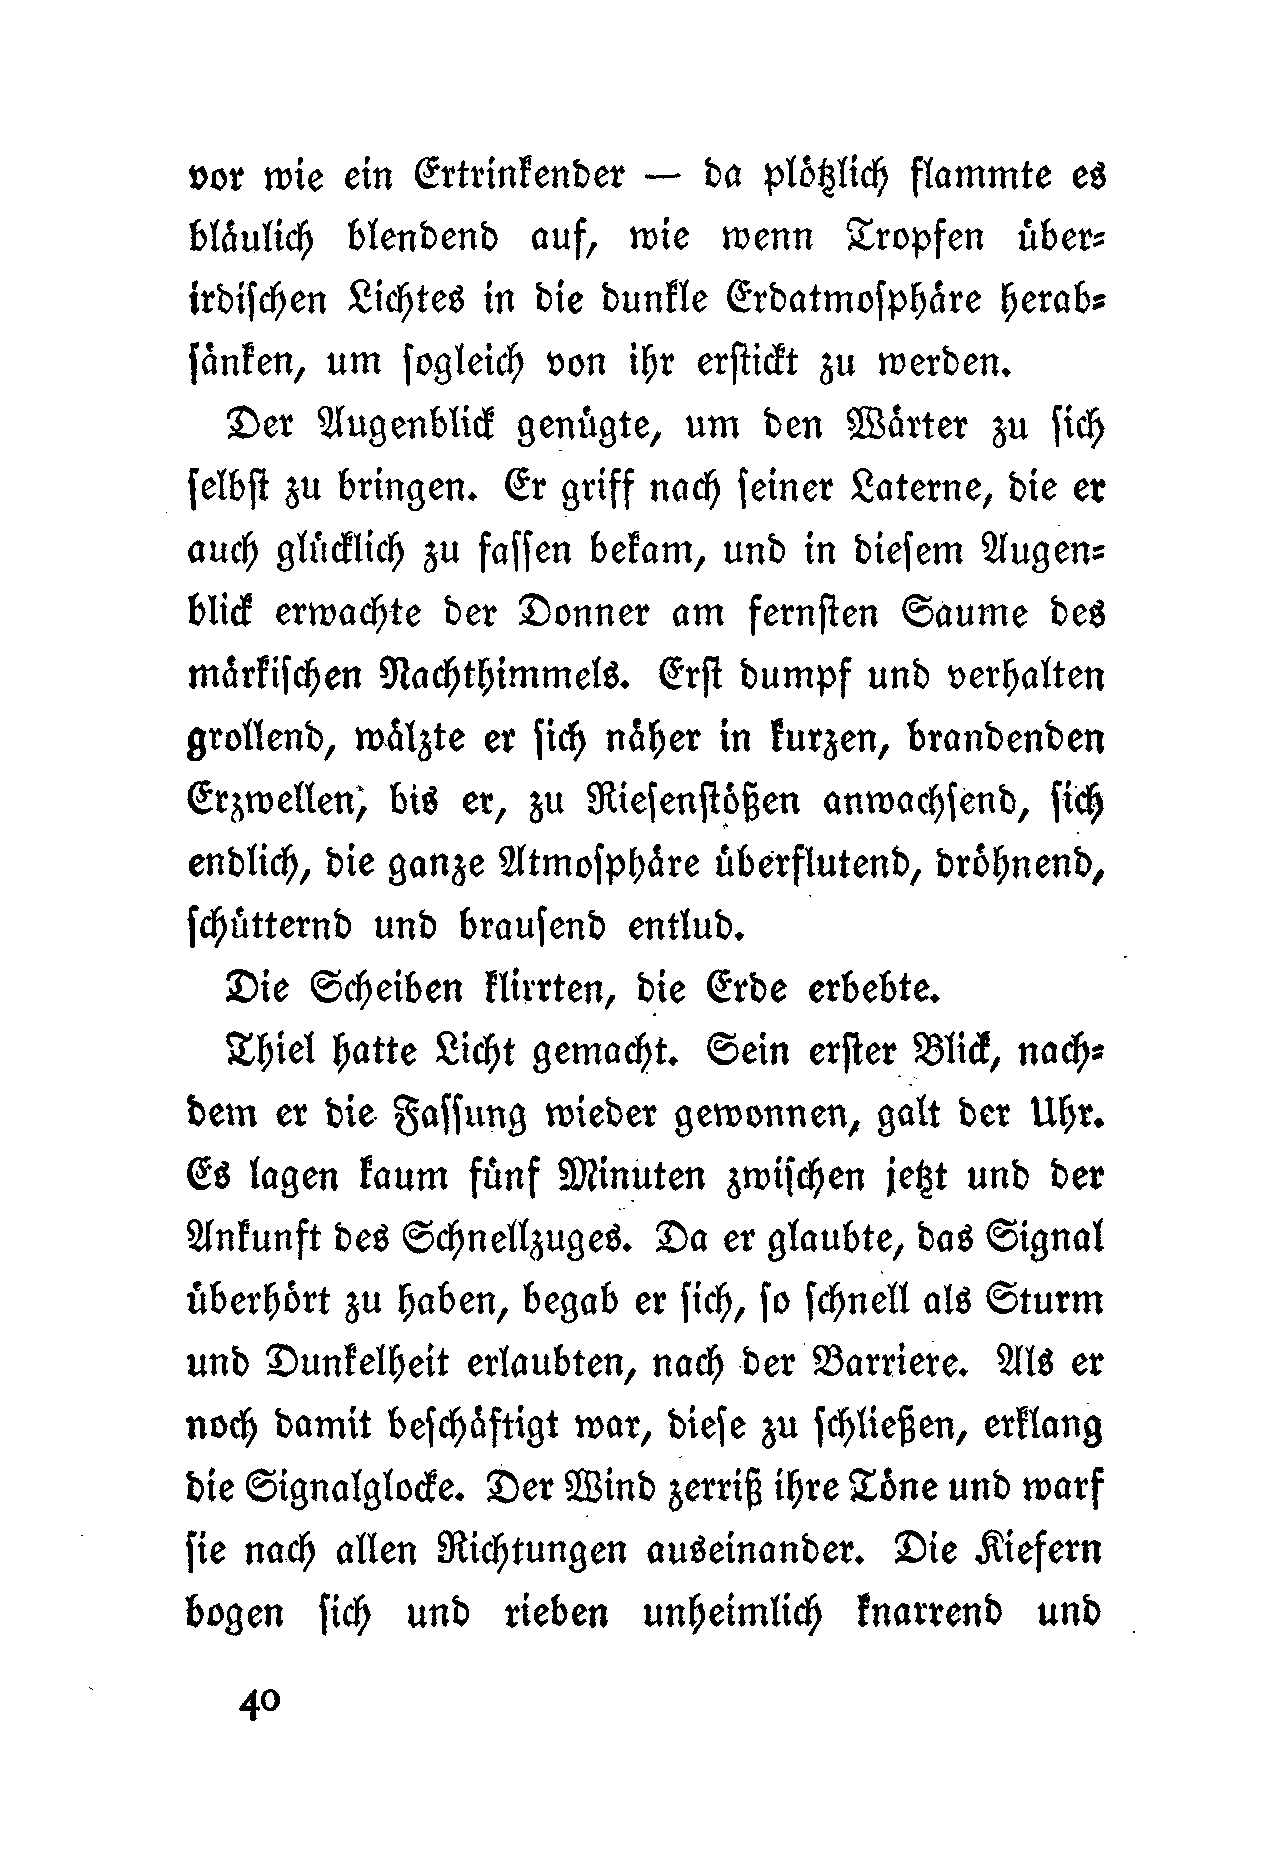 vor wie ein Ertrinkender — da plötzlich flammte es
bläulich blendend auf, wie wenn Tropfen über-
irdiſchen Lichtes in die dunkle Erdatmoſphäre herab-
ſänken, um ſogleich von ihr erſtickt zu werden.
Der Augenblick genügte, um den Wärter zu ſich
ſelbſt zu bringen. Er griff nach ſeiner Laterne, die er
auch glücklich zu faſſen bekam, und in dieſem Augen-
blick erwachte der Donner am fernſten Saume des
märkiſchen Nachthimmels. Erſt dumpf und verhalten
grollend, wälzte er ſich näher in kurzen, brandenden
Erzwellen, bis er, zu Rieſenſtößen anwachſend, ſich
endlich, die ganze Atmoſphäre überflutend, dröhnend,
ſchütternd und brauſend entlud.
Die Scheiben klirrten, die Erde erbebte.
Thiel hatte Licht gemacht. Sein erſter Blick, nach-
dem er die Faſſung wieder gewonnen, galt der Uhr.
Es lagen kaum fünf Minuten zwiſchen jetzt und der
Ankunft des Schnellzuges. Da er glaubte, das Signal
überhört zu haben, begab er ſich, ſo ſchnell als Sturm
und Dunkelheit erlaubten, nach der Barriere. Als er
noch damit beſchäftigt war, dieſe zu ſchließen, erklang
die Signalglocke. Der Wind zerriß ihre Töne und warf
ſie nach allen Richtungen auseinander. Die Kiefern
bogen ſich und rieben unheimlich knarrend und
40